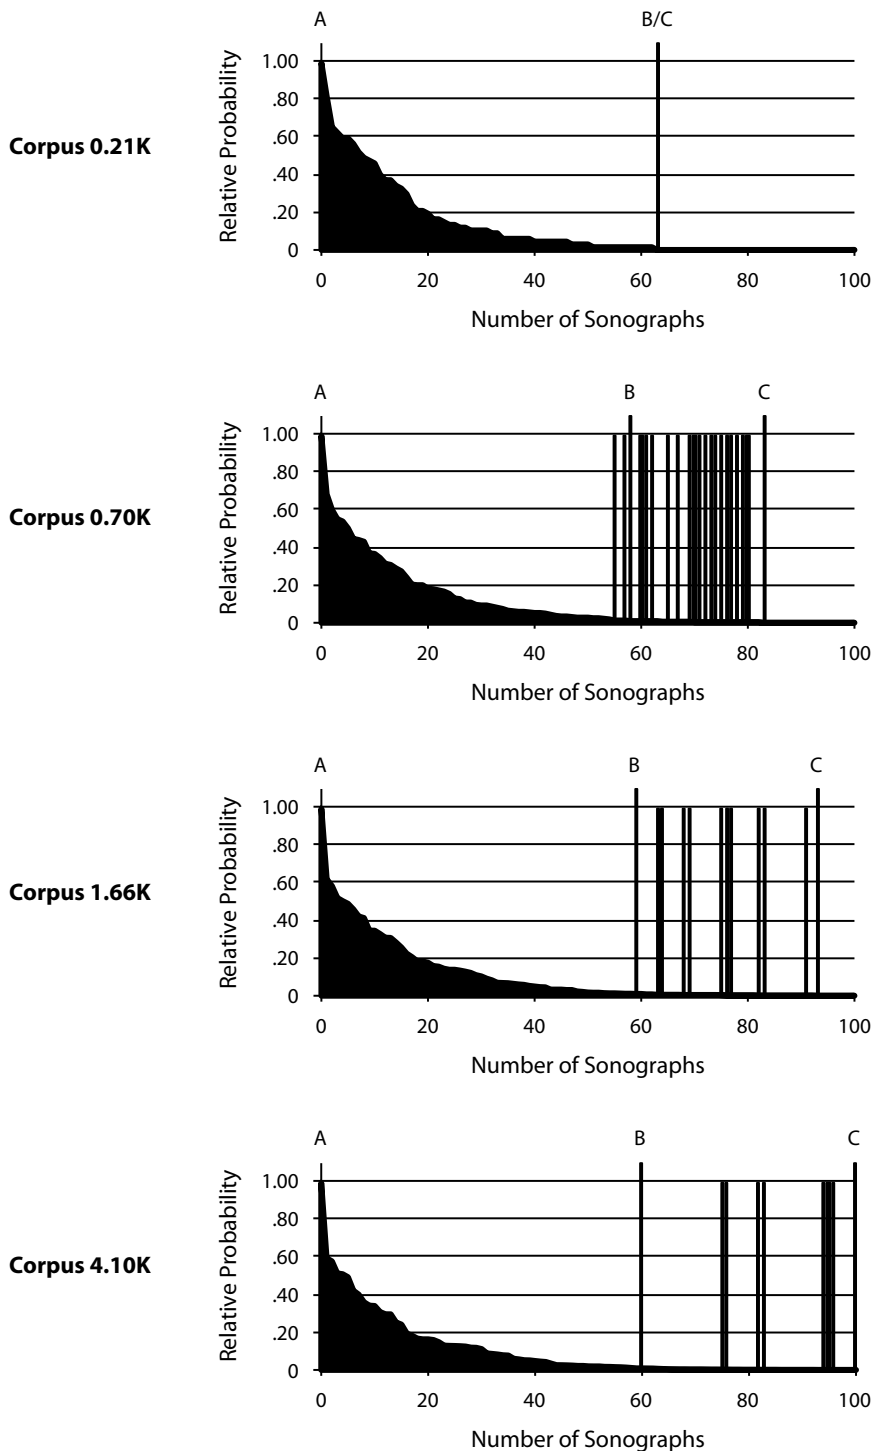 A B/C
Corpus 0.21K
Relative Probability
1.00
.80
.60
.40
.20
0
0 20 40 60 80 100
Number of Sonographs
A B C
Corpus 0.70K
Relative Probability
1.00
.80
.60
.40
.20
0
0 20 40 60 80 100
Number of Sonographs
A B C
Corpus 1.66K
Relative Probability
1.00
.80
.60
.40
.20
0
0 20 40 60 80 100
Number of Sonographs
A B C
Corpus 4.10K
Relative Probability
1.00
.80
.60
.40
.20
0
0 20 40 60 80 100
Number of Sonographs